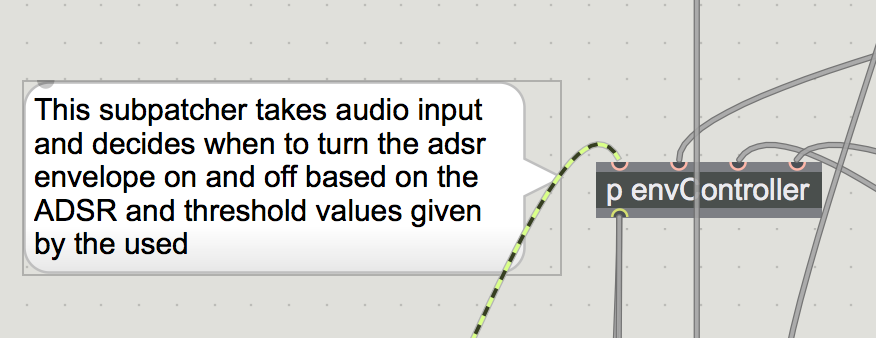 This subpatcher takes audio input
and decides when to turn the adsr
envelope on and off based on the
ADSR and threshold values given
by the used
p envController